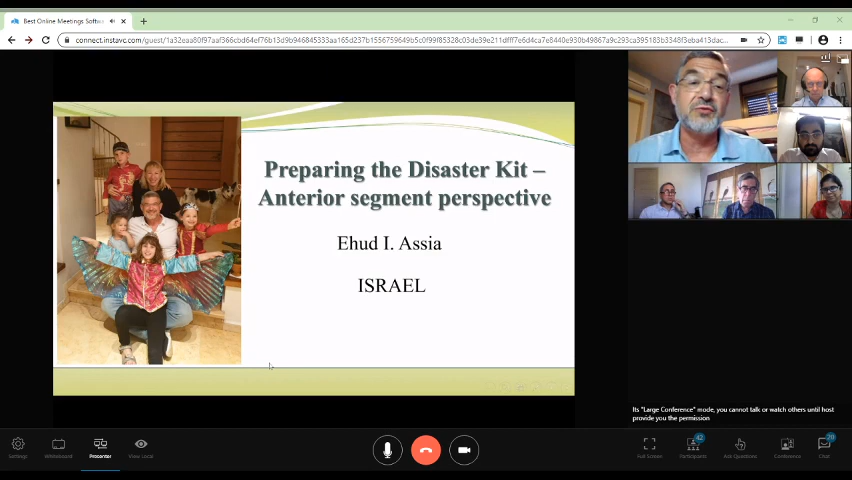 Best Online Meetings Softw
connect.instavc.com/guest/
Preparing the Disaster Kit –
Anterior segment perspective
Ehud I. Assia
ISRAEL
Its "Large Conference" mode, you cannot talk or watch others until host
provide you the permission
42
20
Settings
Whiteboard
Presenter
View Local
Full Screen
Participants
Ask Questions
Conference
Chat